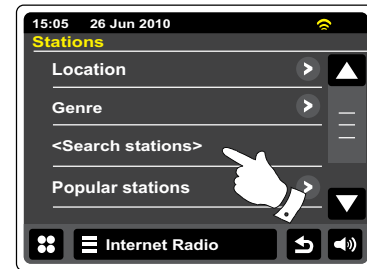 15:05 26 Jun 2010
Stations
Location
Genre
<Search stations>
Popular stations
Internet Radio